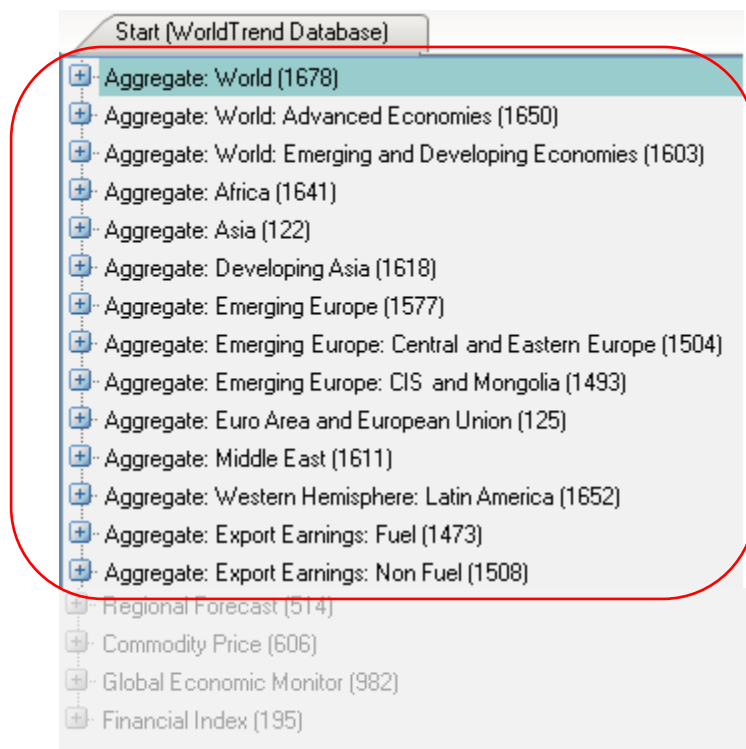 Start (WorldTrend Database)
Aggregate: World (1678)
Aggregate: World: Advanced Economies (1650)
Aggregate: World: Emerging and Developing Economies (1603)
Aggregate: Africa (1641)
Aggregate: Asia (122)
Aggregate: Developing Asia (1618)
Aggregate: Emerging Europe (1577)
Aggregate: Emerging Europe: Central and Eastern Europe (1504)
Aggregate: Emerging Europe: CIS and Mongolia (1493)
Aggregate: Euro Area and European Union (125)
Aggregate: Middle East (1611)
Aggregate: Western Hemisphere: Latin America (1652)
Aggregate: Export Earnings: Fuel (1473)
Aggregate: Export Earnings: Non Fuel (1508)
Regional Forecast (514)
Commodity Price (606)
Global Economic Monitor (982)
Financial Index (195)